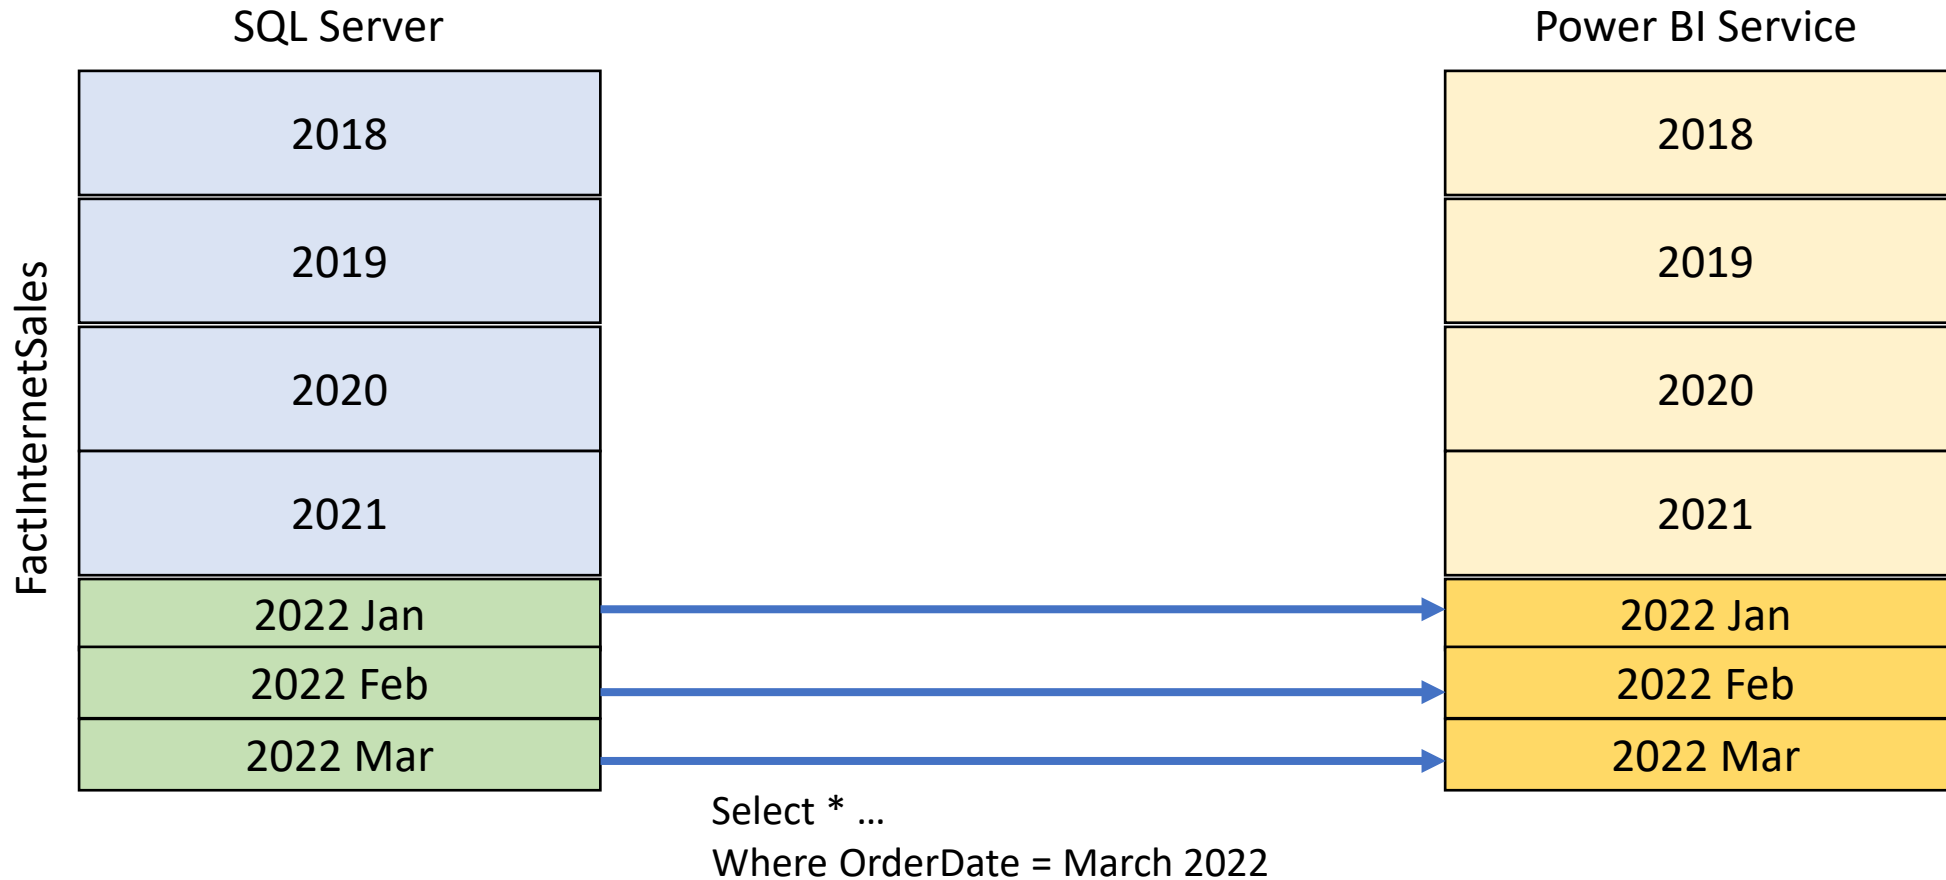 SQL Server
Power BI Service
FactInternetSales
2018
2019
2020
2021
2022 Jan
2022 Feb
2022 Mar
2018
2019
2020
2021
2022 Jan
2022 Feb
2022 Mar
Select * …
Where OrderDate = March 2022